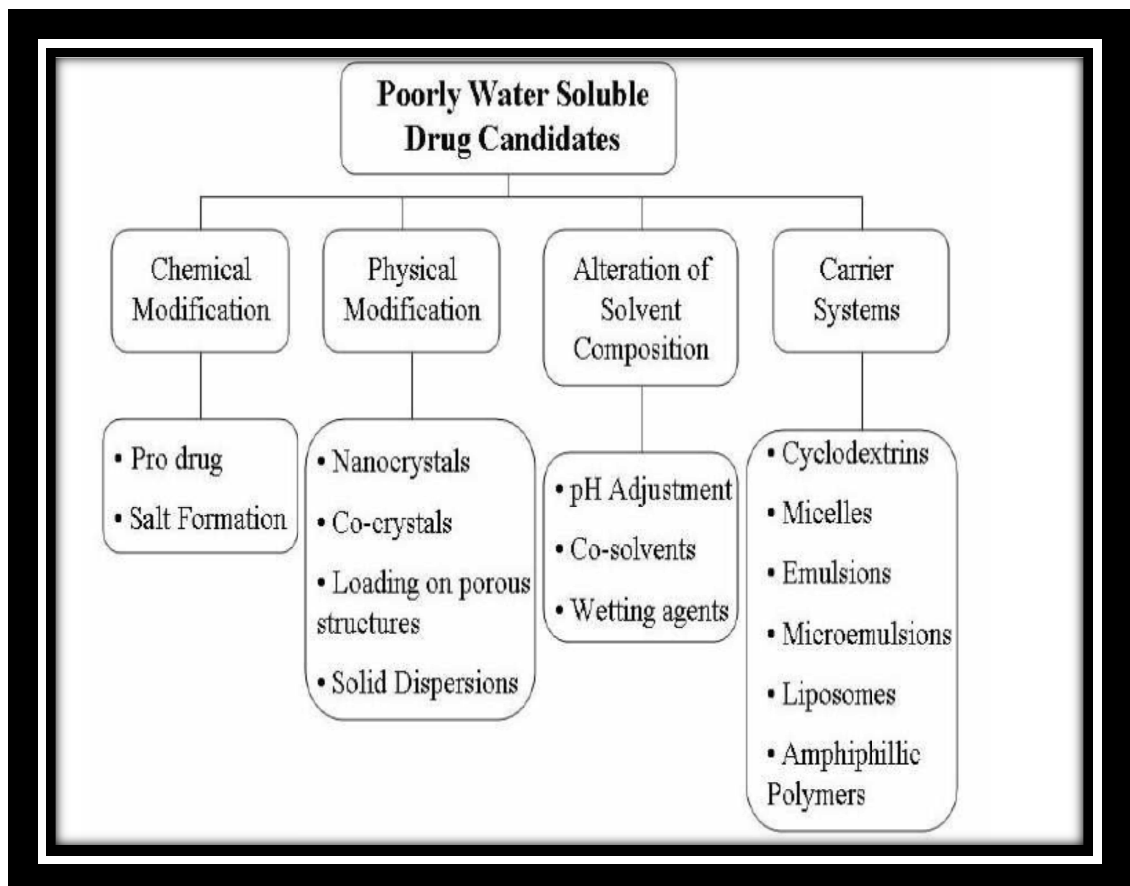 Poorly Water Soluble
Drug Candidates
Chemical
Modification
Physical
Modification
Alteration of
Solvent
Composition
Carrier
Systems
• Pro drug
• Salt Formation
• Nanocrystals
• Co-crystals
• Loading on porous
structures
• Solid Dispersions
• pH Adjustment
• Co-solvents
• Wetting agents
• Cyclodextrins
• Micelles
• Emulsions
• Microemulsions
• Liposomes
• Amphiphillic
Polymers